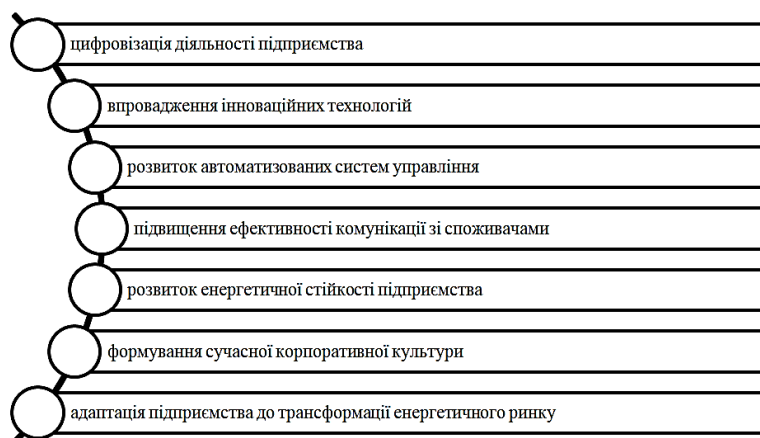 цифровізація діяльності підприємства
впровадження інноваційних технологій
розвиток автоматизованих систем управління
підвищення ефективності комунікації зі споживачами
розвиток енергетичної стійкості підприємства
формування сучасної корпоративної культури
адаптація підприємства до трансформації енергетичного ринку